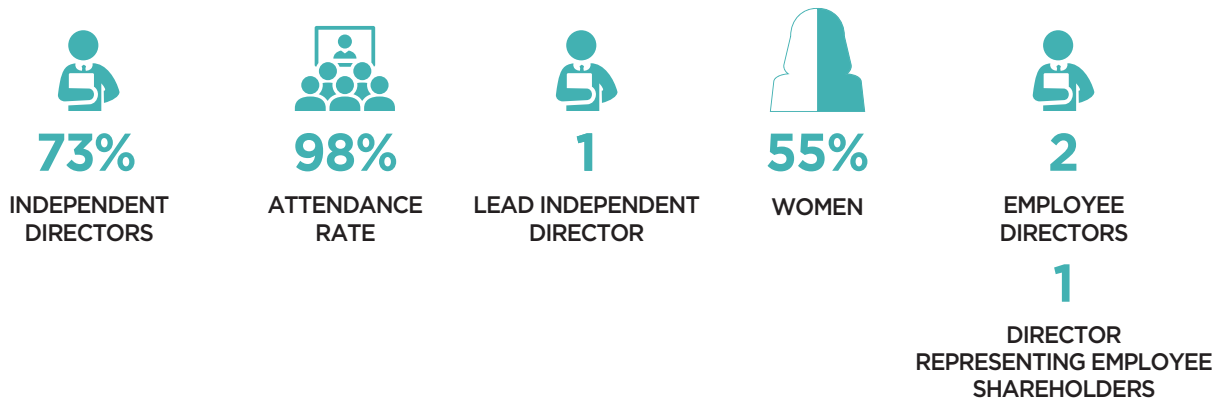 73%
INDEPENDENT
DIRECTORS
98%
ATTENDANCE
RATE
1
LEAD INDEPENDENT
DIRECTOR
55%
WOMEN
2
EMPLOYEE
DIRECTORS
1
DIRECTOR
REPRESENTING EMPLOYEE
SHAREHOLDERS